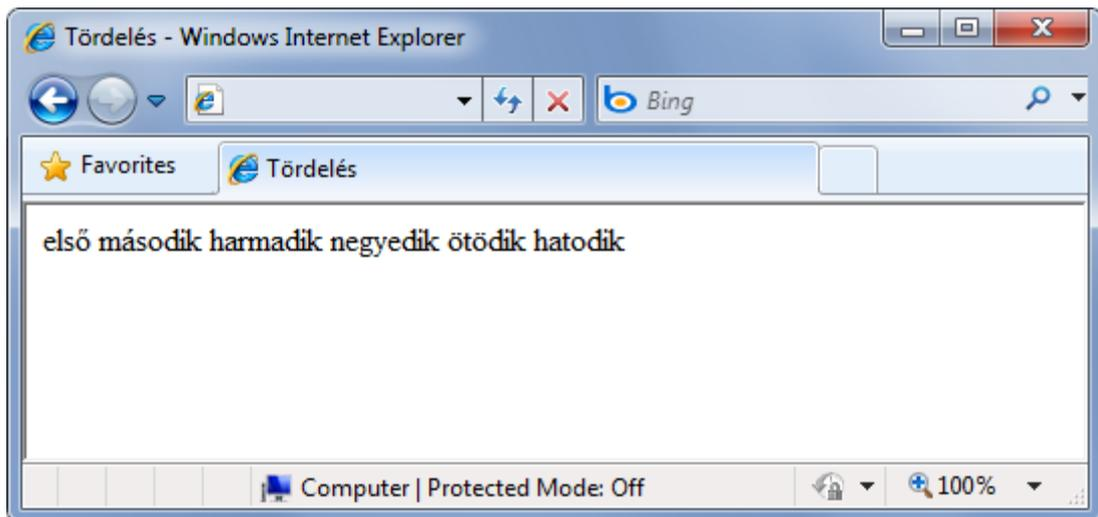 Tördelés - Windows Internet Explorer
Bing
Favorites
Tördelés
első második harmadik negyedik ötödik hatodik
Computer | Protected Mode: Off
100%